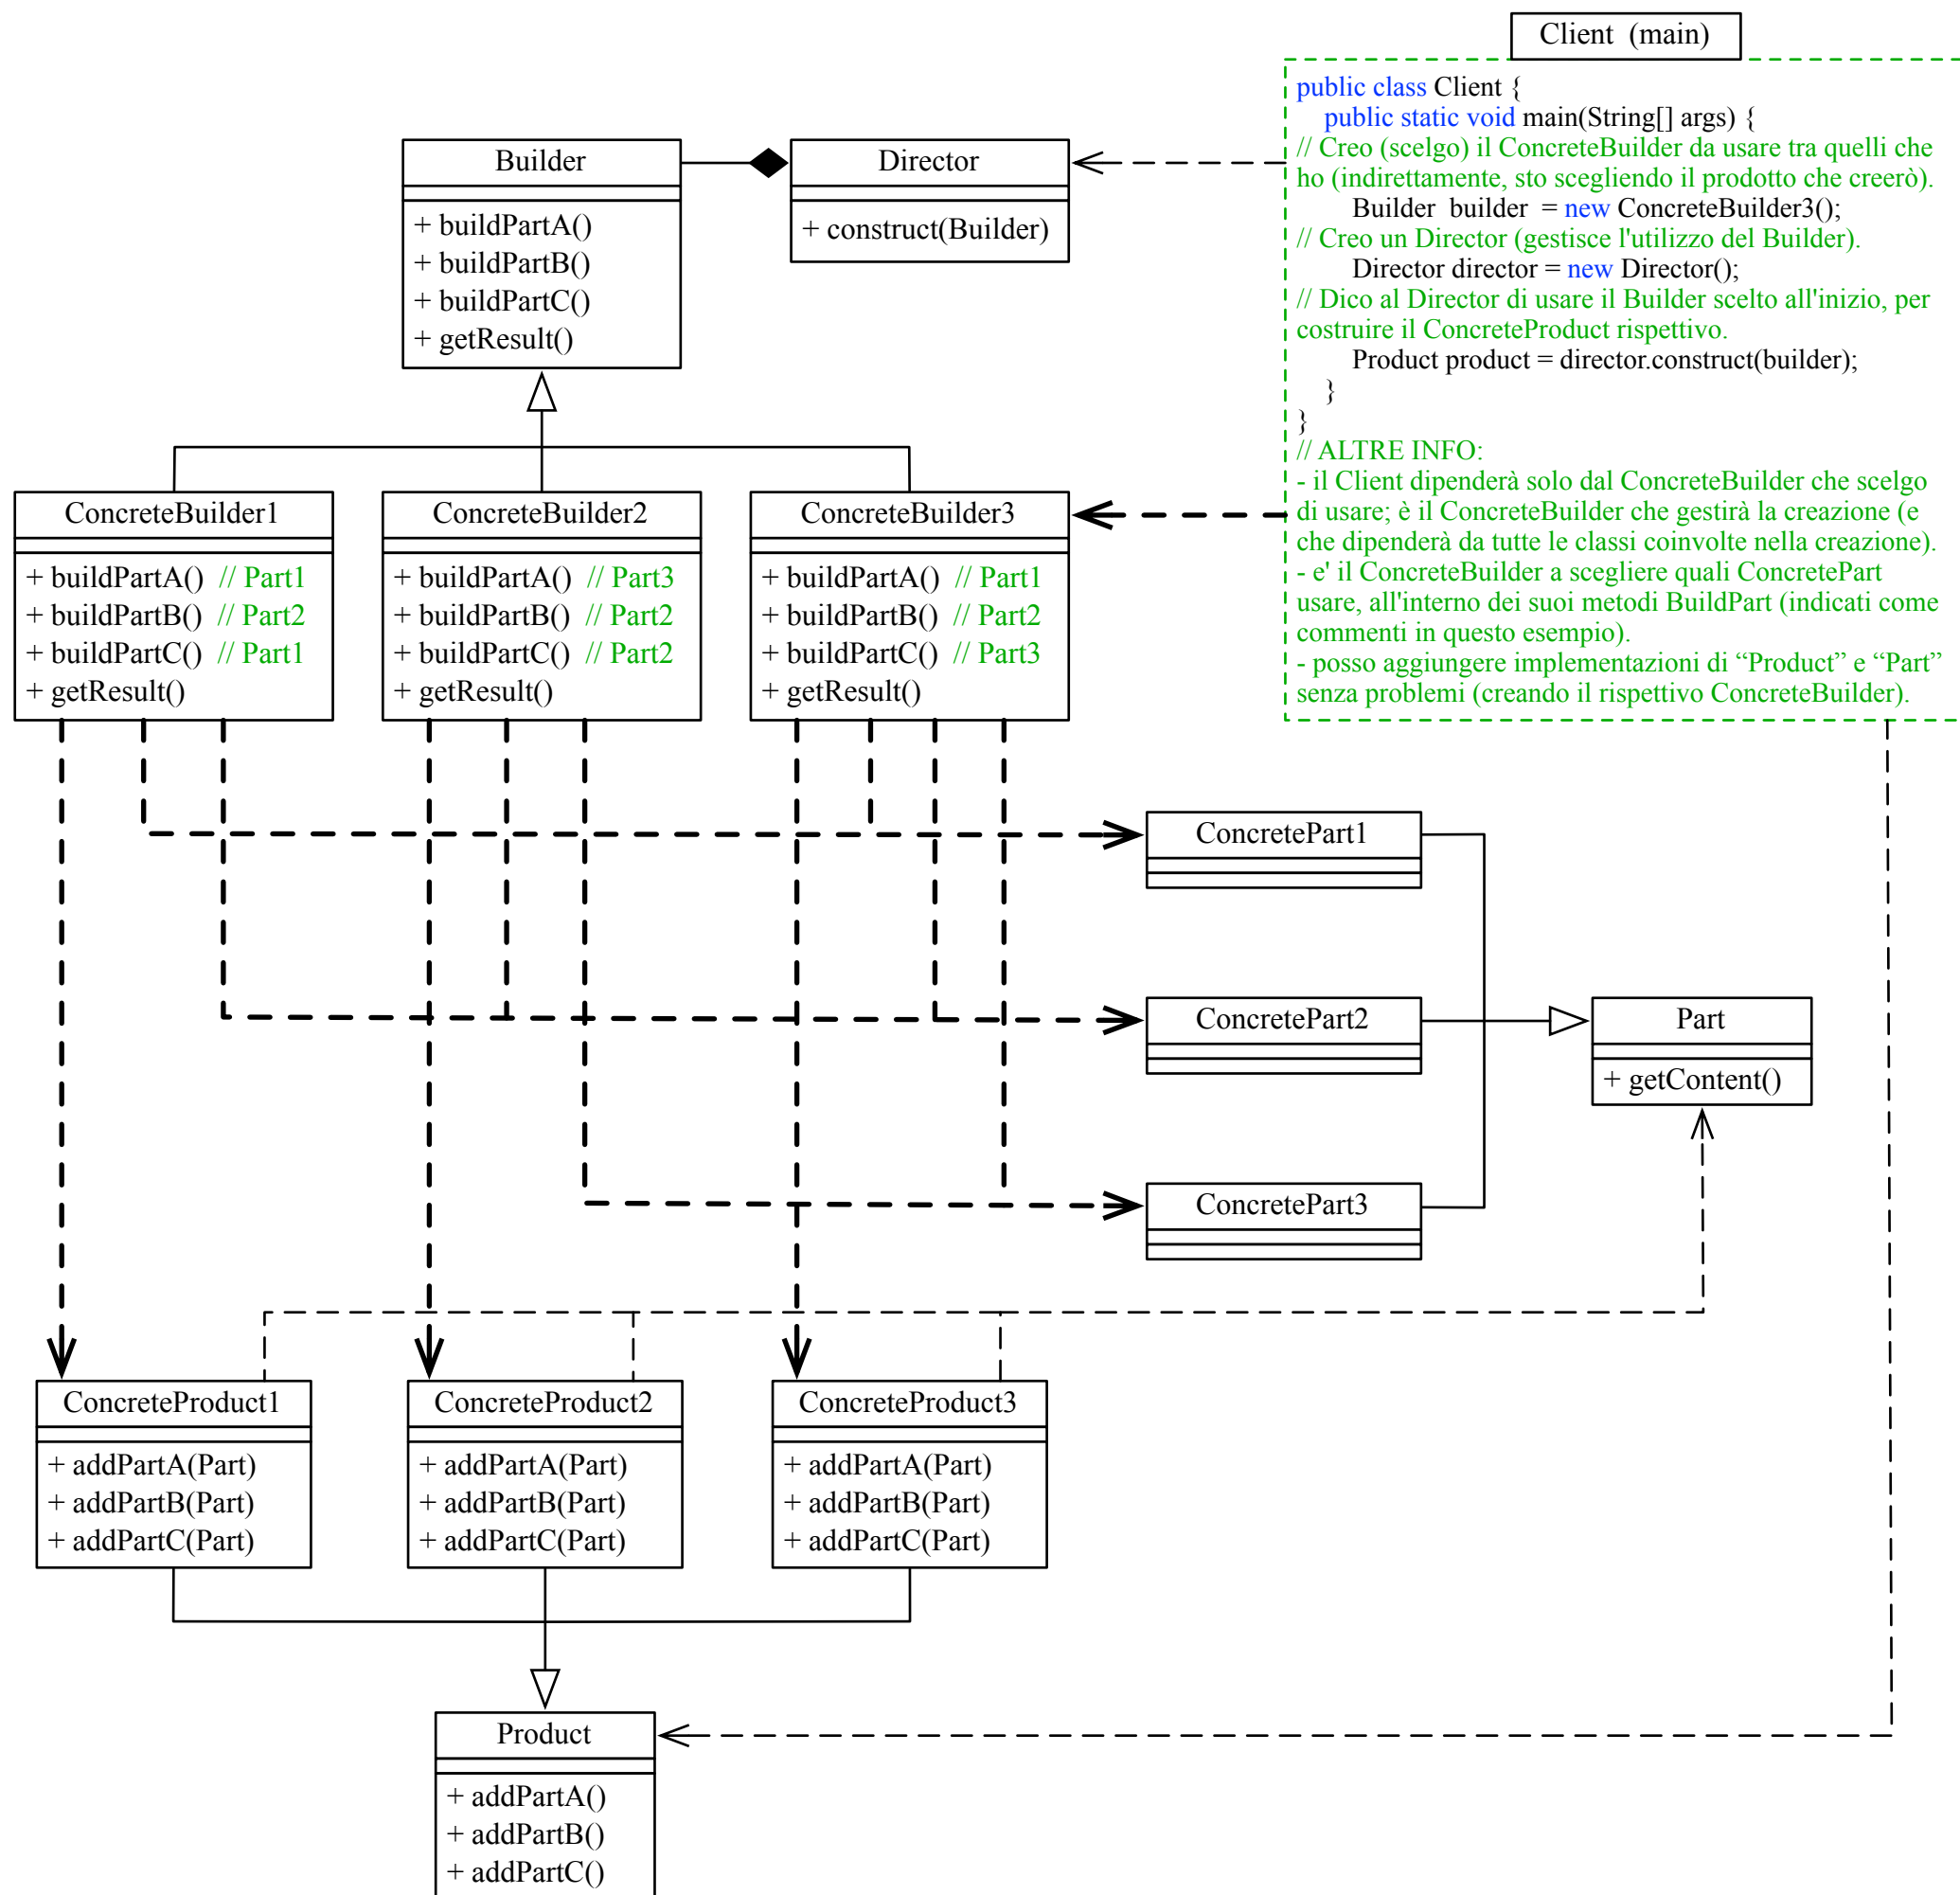 Client (main)
public class Client {
public static void main(String[] args) {
// Creo (scelgo) il ConcreteBuilder da usare tra quelli che
ho (indirettamente, sto scegliendo il prodotto che creerò).
Builder builder = new ConcreteBuilder3();
// Creo un Director (gestisce l'utilizzo del Builder).
Director director = new Director();
// Dico al Director di usare il Builder scelto all'inizio, per
costruire il ConcreteProduct rispettivo.
Product product = director.construct(builder);
}
}
// ALTRE INFO:
- il Client dipenderà solo dal ConcreteBuilder che scelgo
di usare; è il ConcreteBuilder che gestirà la creazione (e
che dipenderà da tutte le classi coinvolte nella creazione).
- e' il ConcreteBuilder a scegliere quali ConcretePart
usare, all'interno dei suoi metodi BuildPart (indicati come
commenti in questo esempio).
- posso aggiungere implementazioni di “Product” e “Part”
senza problemi (creando il rispettivo ConcreteBuilder).
Builder
+ buildPartA()
+ buildPartB()
+ buildPartC()
+ getResult()
Director
+ construct(Builder)
ConcreteBuilder1
+ buildPartA() // Part1
+ buildPartB() // Part2
+ buildPartC() // Part1
+ getResult()
ConcreteBuilder2
+ buildPartA() // Part3
+ buildPartB() // Part2
+ buildPartC() // Part2
+ getResult()
ConcreteBuilder3
+ buildPartA() // Part1
+ buildPartB() // Part2
+ buildPartC() // Part3
+ getResult()
ConcretePart1
ConcretePart2
Part
+ getContent()
ConcretePart3
ConcreteProduct1
+ addPartA(Part)
+ addPartB(Part)
+ addPartC(Part)
ConcreteProduct2
+ addPartA(Part)
+ addPartB(Part)
+ addPartC(Part)
ConcreteProduct3
+ addPartA(Part)
+ addPartB(Part)
+ addPartC(Part)
Product
+ addPartA()
+ addPartB()
+ addPartC()